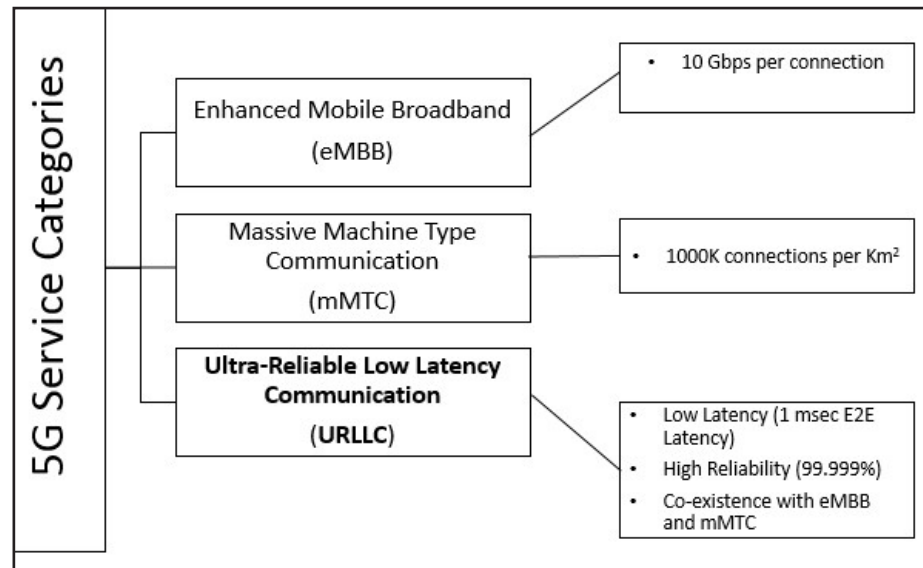 5G Service Categories
Enhanced Mobile Broadband
(eMBB)
• 10 Gbps per connection
Massive Machine Type
Communication
(mMTC)
• 1000K connections per Km²
Ultra-Reliable Low Latency
Communication
(URLLC)
• Low Latency (1 msec E2E
Latency)
• High Reliability (99.999%)
• Co-existence with eMBB
and mMTC